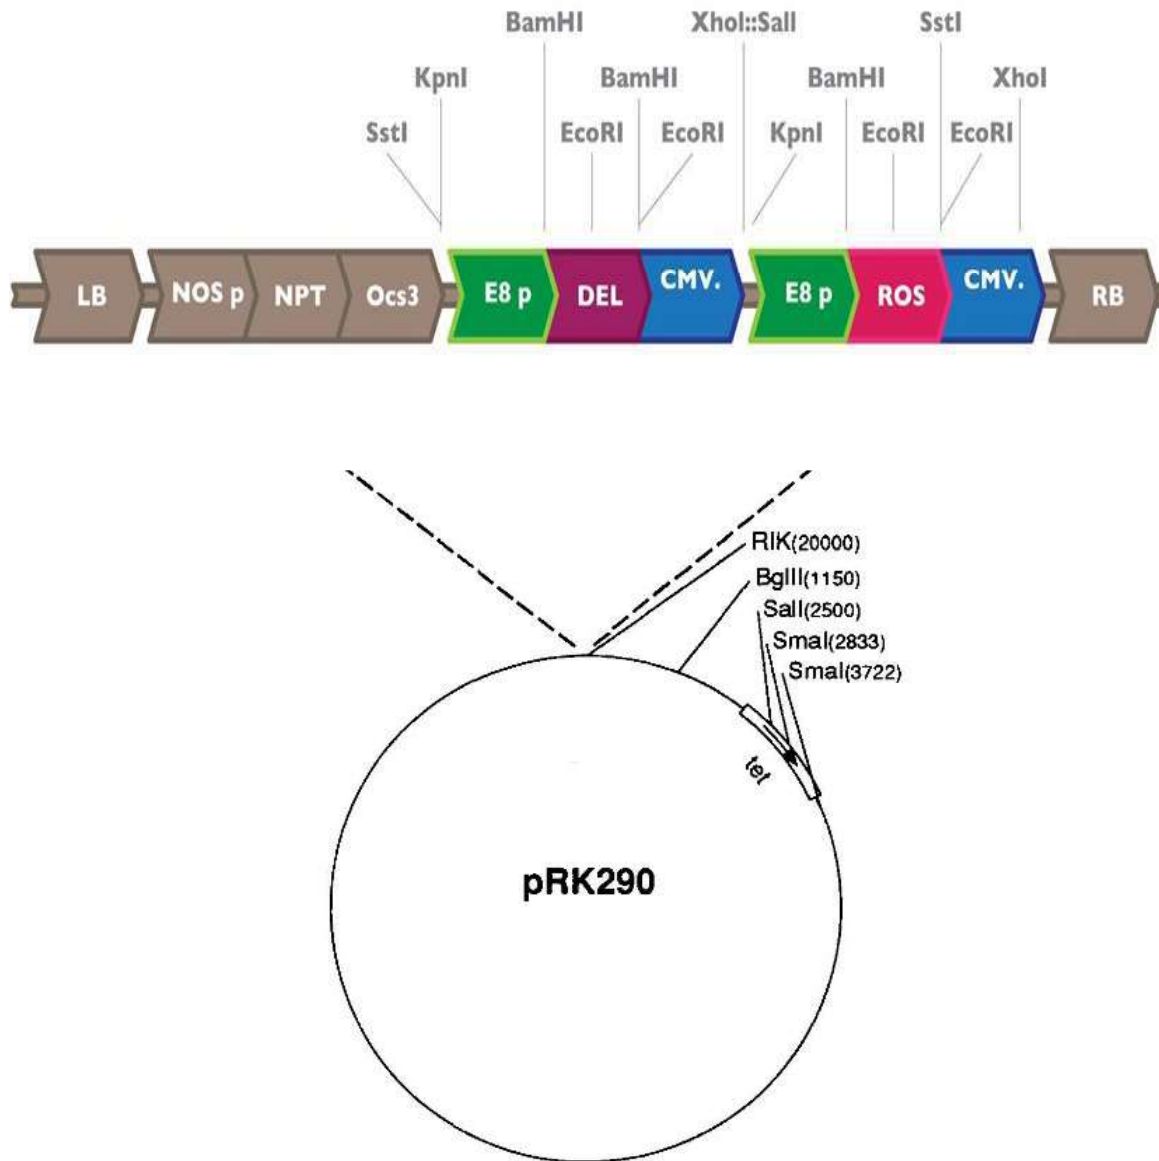 BamHI XhoI::SalI SstI
KpnI BamHI BamHI XhoI
SstI EcoRI EcoRI KpnI EcoRI EcoRI
LB NOS p NPT Ocs3 E8 p DEL CMV. E8 p ROS CMV. RB
RIK(20000)
BglII(1150)
SalI(2500)
SmaI(2833)
SmaI(3722)
tet
pRK290